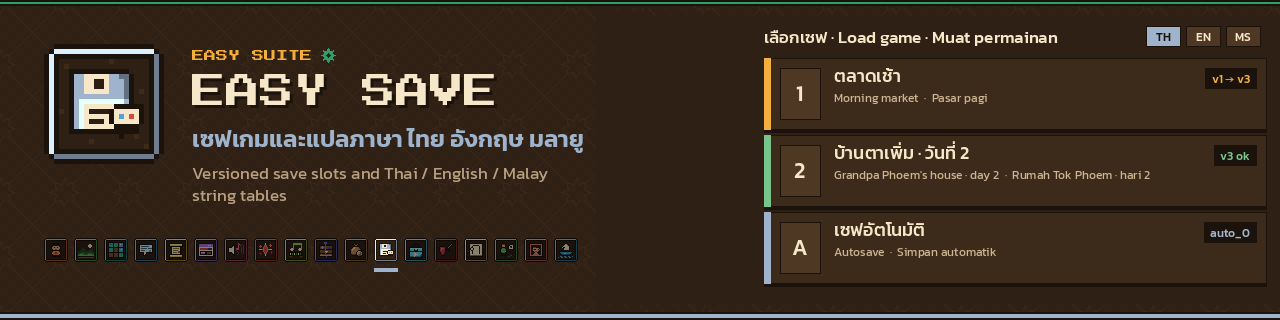 EASY SUITE
EASY SAVE
เซฟเกมและแปลภาษา ไทย อังกฤษ มลายู
Versioned save slots and Thai / English / Malay
string tables
เลือกเซฟ · Load game · Muat permainan
TH EN MS
1
ตลาดเช้า
Morning market · Pasar pagi
v1→ v3
2
บ้านตาเพิ่ม · วันที่ 2
Grandpa Phoem's house · day 2 · Rumah Tok Phoem · hari 2
v3 ok
A
เซฟอัตโนมัติ
Autosave · Simpan automatik
auto_0